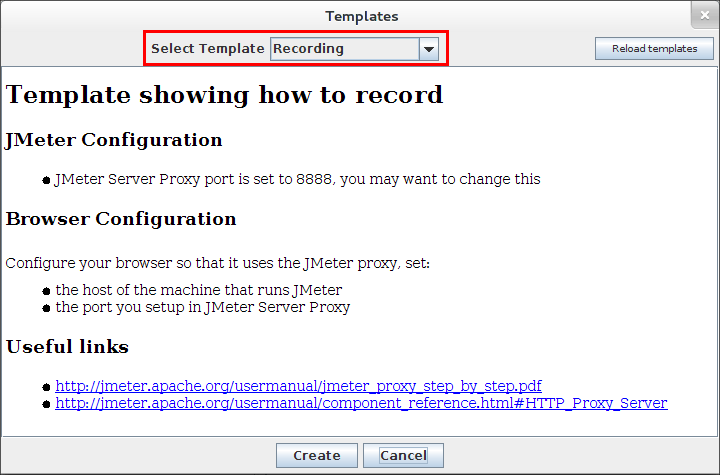 Templates
Select Template Recording Reload templates
Template showing how to record
JMeter Configuration
JMeter Server Proxy port is set to 8888, you may want to change this
Browser Configuration
Configure your browser so that it uses the JMeter proxy, set:
the host of the machine that runs JMeter
the port you setup in JMeter Server Proxy
Useful links
http://jmeter.apache.org/usermanual/jmeter_proxy_step_by_step.pdf
http://jmeter.apache.org/usermanual/component_reference.html#HTTP_Proxy_Server
Create Cancel